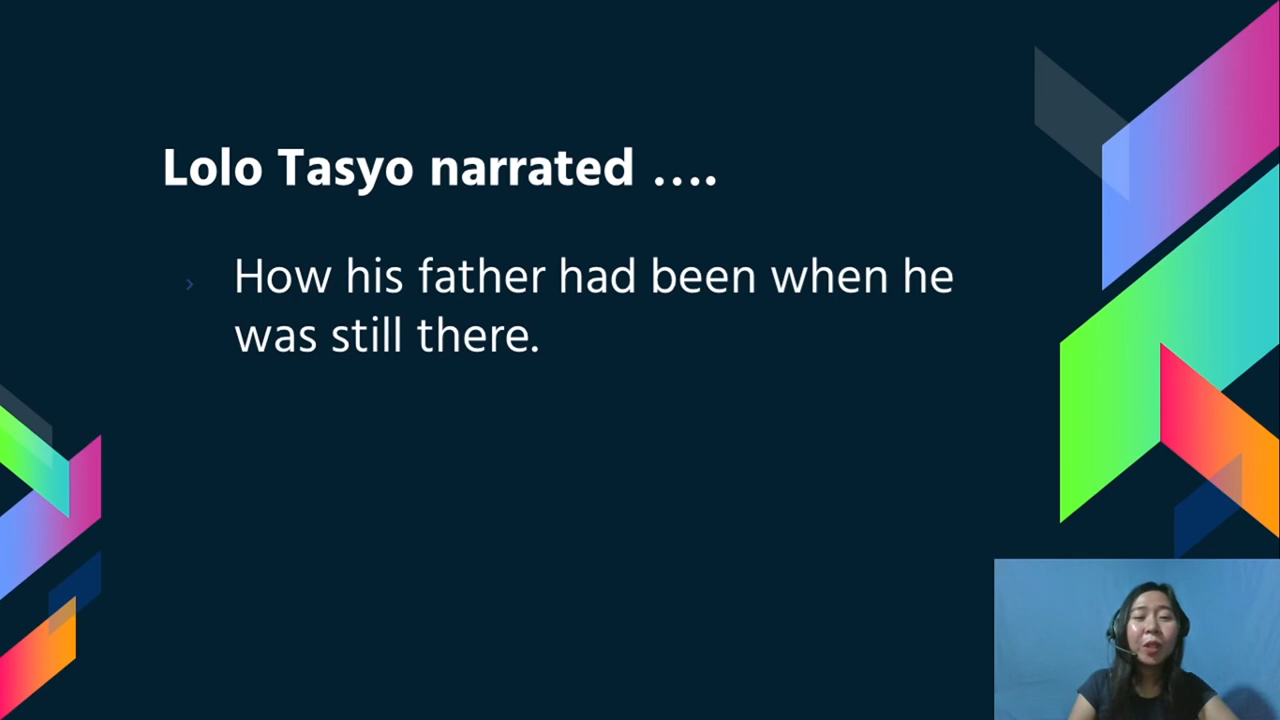 Lolo Tasyo narrated ....
How his father had been when he
was still there.